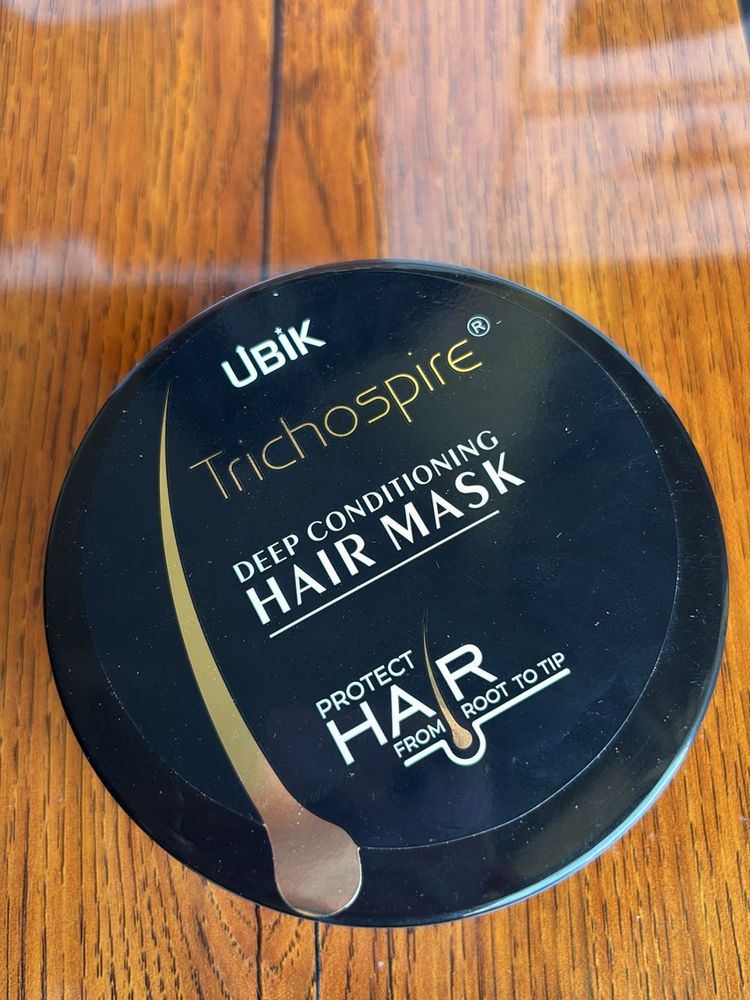 UBIK
Trichospire®
DEEP CONDITIONING
HAIR MASK
PROTECT
HAIR
FROM ROOT TO TIP